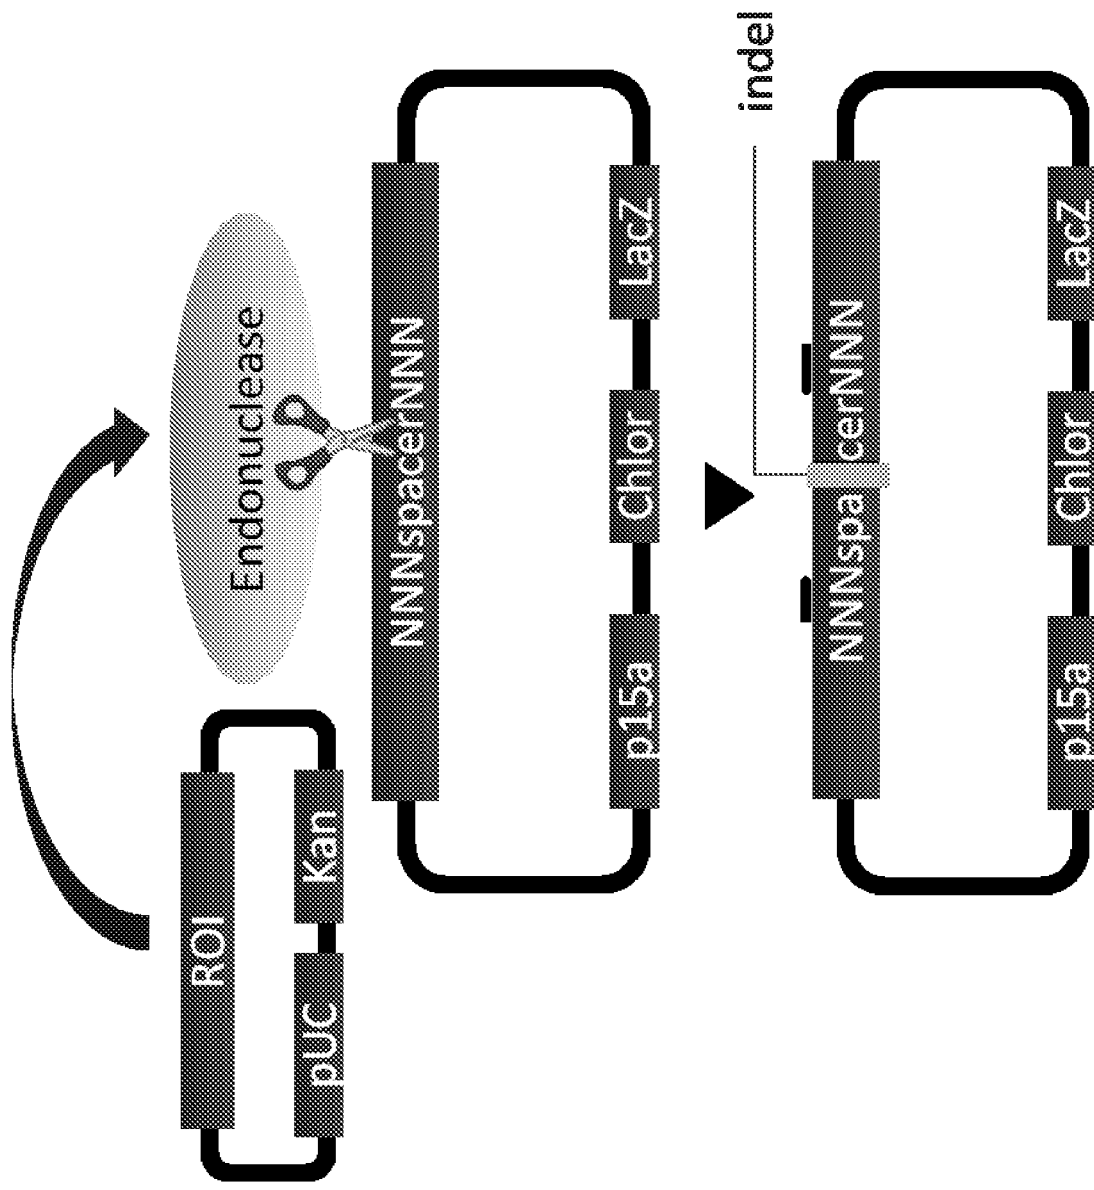 ROI
pUC
Kan
Endonuclease
NNNspacerNNN
p15a
Chlor
LacZ
indel
NNNspa
cerNNN
p15a
Chlor
LacZ